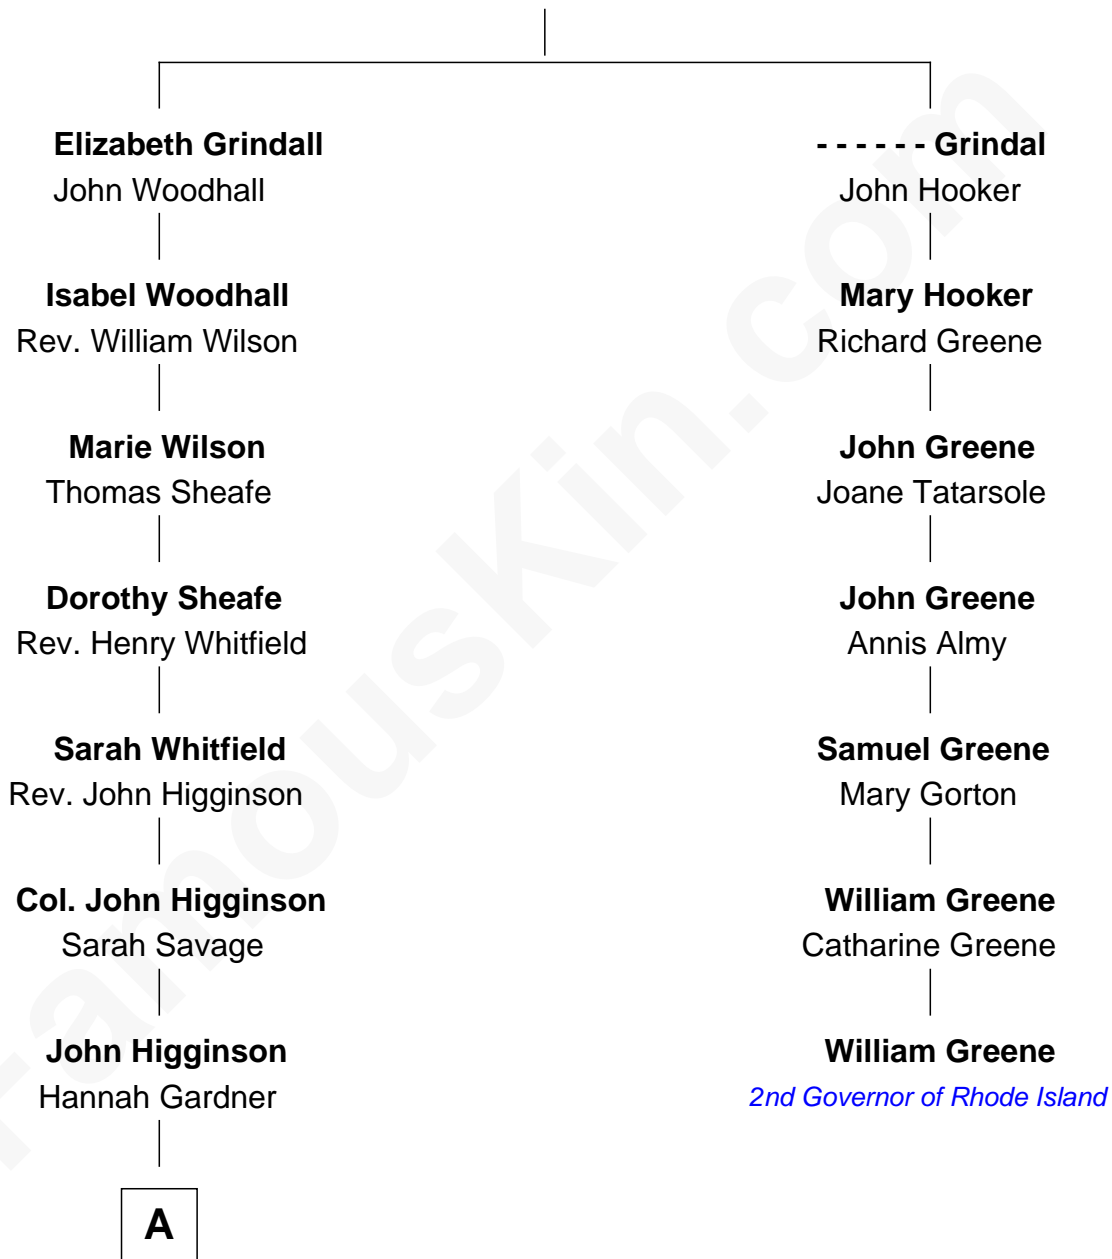 Elizabeth Grindall
John Woodhall
Isabel Woodhall
Rev. William Wilson
Marie Wilson
Thomas Sheafe
Dorothy Sheafe
Rev. Henry Whitfield
Sarah Whitfield
Rev. John Higginson
Col. John Higginson
Sarah Savage
John Higginson
Hannah Gardner
A
- - - - - - Grindal
John Hooker
Mary Hooker
Richard Greene
John Greene
Joane Tatarsole
John Greene
Annis Almy
Samuel Greene
Mary Gorton
William Greene
Catharine Greene
William Greene
2nd Governor of Rhode Island
FamousKin.com